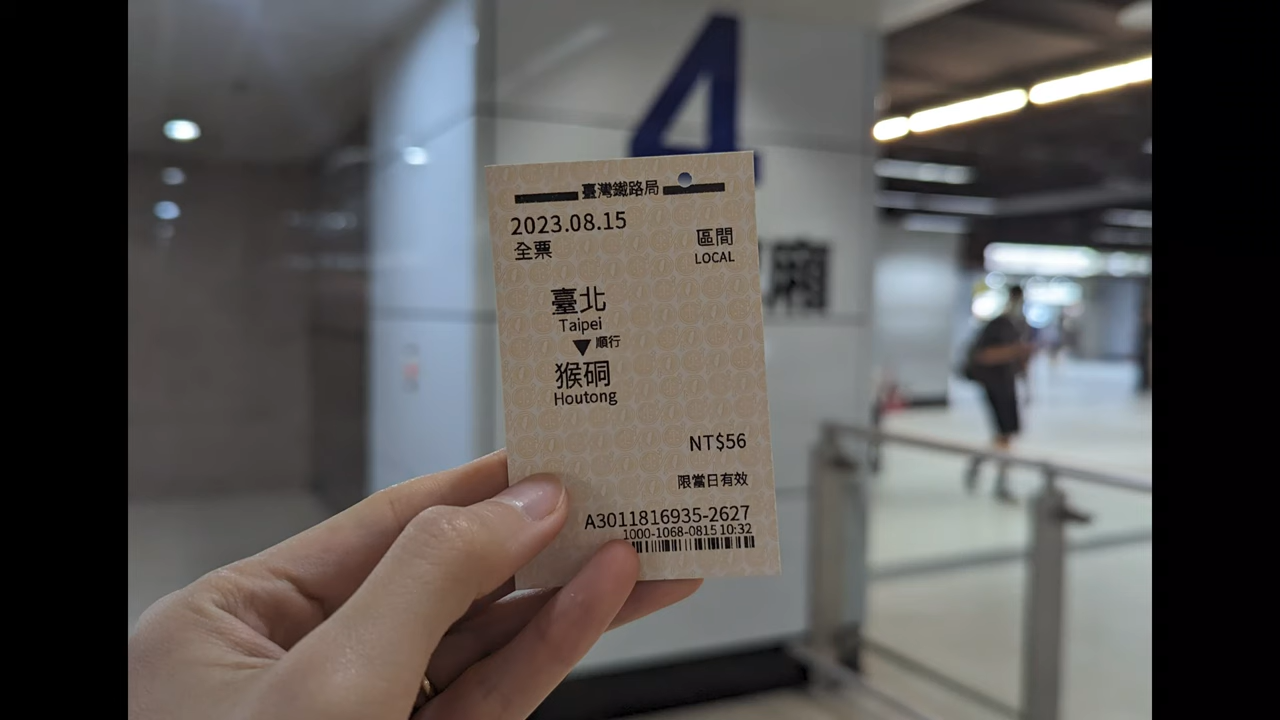 4
廂
臺灣鐵路局
2023.08.15
全票
區間
LOCAL
臺北
Taipei
▼順行
猴硐
Houtong
NT$56
限當日有效
A3011816935-2627
1000-1068-0815 10:32